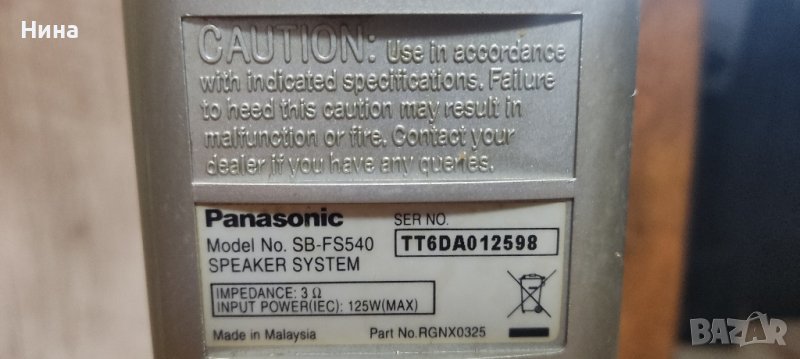 Нина
CAUTION: Use in accordance
with indicated specifications. Failure
to heed this caution may result in
malfunction or fire. Contact your
dealer if you have any queries.
Panasonic
SER NO.
Model No. SB-FS540
TT6DA012598
SPEAKER SYSTEM
IMPEDANCE: 3 Ω
INPUT POWER(IEC): 125W(MAX)
Made in Malaysia
Part No.RGNX0325
BAZAR